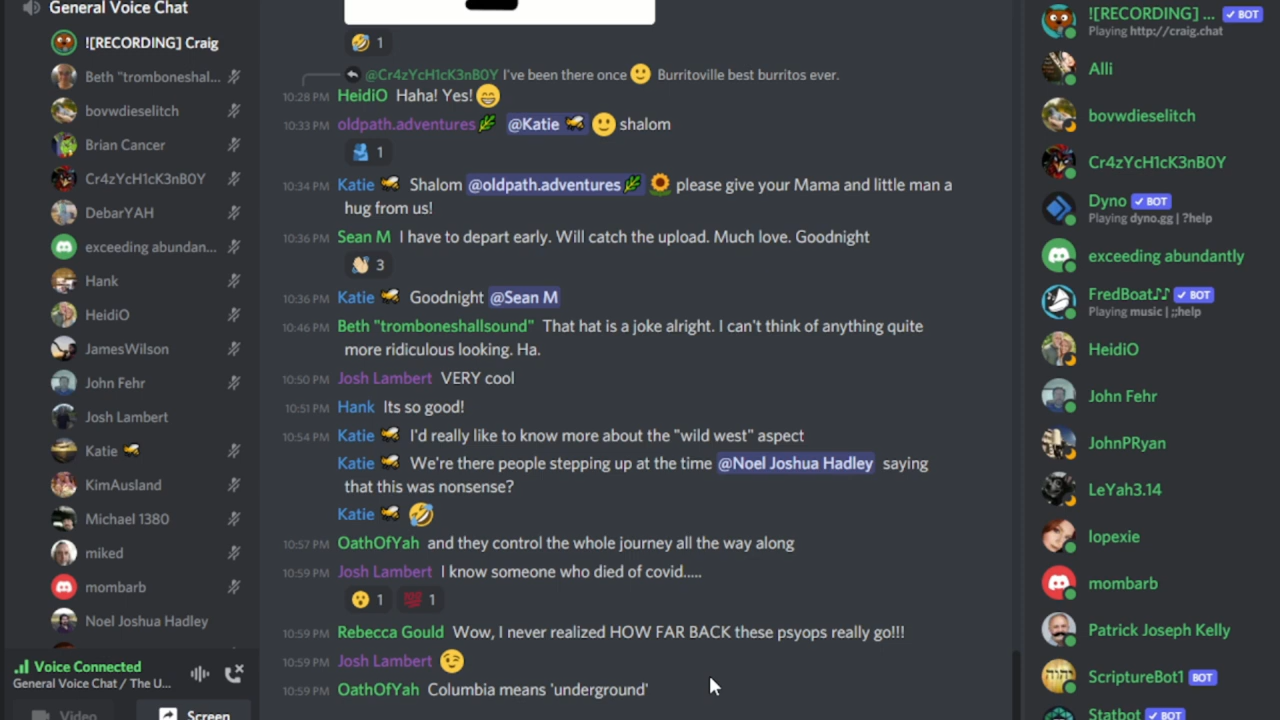 General Voice Chat
![RECORDING] Craig
Beth "tromboneshal...
bovwdieselitch
Brian Cancer
Cr4zYcH1cK3nB0Y
DebarYAH
exceeding abundan...
Hank
HeidiO
JamesWilson
John Fehr
Josh Lambert
Katie
KimAusland
Michael 1380
miked
mombarb
Noel Joshua Hadley
Voice Connected
General Voice Chat / The U...
Video
Screen
1
@Cr4zYcH1cK3nB0Y I've been there once Burritoville best burritos ever.
10:28 PM HeidiO Haha! Yes!
10:33 PM oldpath.adventures @Katie shalom
1
10:34 PM Katie Shalom @oldpath.adventures please give your Mama and little man a
hug from us!
10:36 PM Sean M I have to depart early. Will catch the upload. Much love. Goodnight
3
10:36 PM Katie Goodnight @Sean M
10:46 PM Beth "tromboneshallsound" That hat is a joke alright. I can't think of anything quite
more ridiculous looking. Ha.
10:50 PM Josh Lambert VERY cool
10:51 PM Hank Its so good!
10:54 PM Katie I'd really like to know more about the "wild west" aspect
Katie We're there people stepping up at the time @Noel Joshua Hadley saying
that this was nonsense?
Katie
10:57 PM OathOfYah and they control the whole journey all the way along
10:59 PM Josh Lambert I know someone who died of covid.....
1 100 1
10:59 PM Rebecca Gould Wow, I never realized HOW FAR BACK these psyops really go!!!
10:59 PM Josh Lambert
10:59 PM OathOfYah Columbia means 'underground'
![RECORDING] ... BOT
Playing http://craig.chat
Alli
bovwdieselitch
Cr4zYcH1cK3nB0Y
Dyno BOT
Playing dyno.gg | ?help
exceeding abundantly
FredBoat♪♪ BOT
Playing music | ;;help
HeidiO
John Fehr
JohnPRyan
LeYah3.14
lopexie
mombarb
Patrick Joseph Kelly
ScriptureBot1 BOT
Statbot BOT